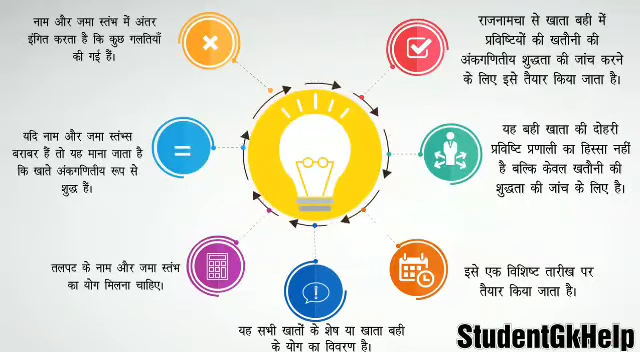 नाम और जमा स्तंभ में अंतर
इंगित करता है कि कुछ गलतियाँ
की गई हैं।
राजनामचा से खाता बही में
प्रविष्टियों की खतौनी की
अंकगणितीय शुद्धता की जांच करने
के लिए इसे तैयार किया जाता है।
यदि नाम और जमा स्तंभ्स
बराबर हैं तो यह माना जाता है
कि खाते अंकगणितीय रूप से
शुद्ध हैं।
यह बही खाता की दोहरी
प्रविष्टि प्रणाली का हिस्सा नहीं
है बल्कि केवल खतौनी की
शुद्धता की जांच के लिए है।
तलपट के नाम और जमा स्तंभ
का योग मिलना चाहिए।
इसे एक विशिष्ट तारीख पर
तैयार किया जाता है।
यह सभी खातों के शेष या खाता बही
के योग का विवरण है।
StudentGkHelp